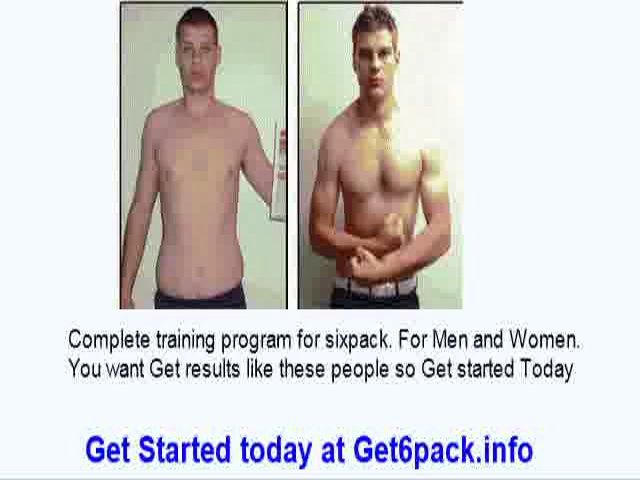 Complete training program for sixpack. For Men and Women.
You want Get results like these people so Get started Today
Get Started today at Get6pack.info